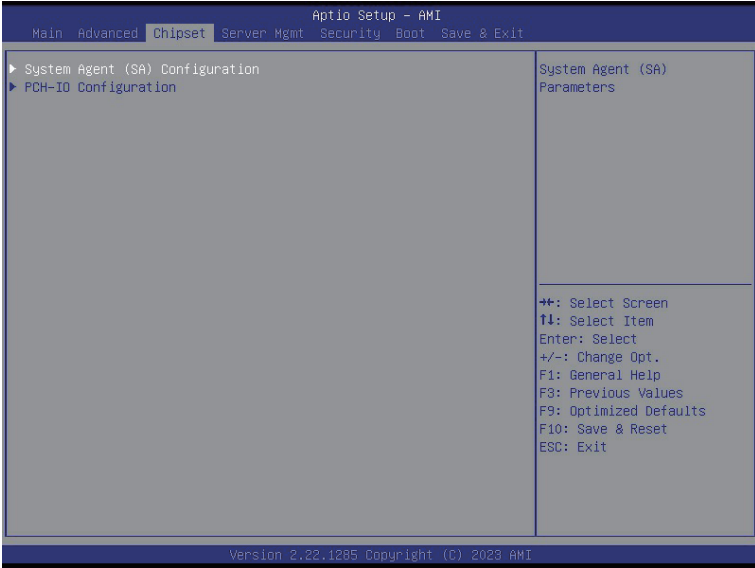 Aptio Setup – AMI
Main Advanced Chipset Server Mgmt Security Boot Save & Exit
▶ System Agent (SA) Configuration
▶ PCH-IO Configuration
System Agent (SA)
Parameters
→←: Select Screen
↑↓: Select Item
Enter: Select
+/-: Change Opt.
F1: General Help
F3: Previous Values
F9: Optimized Defaults
F10: Save & Reset
ESC: Exit
Version 2.22.1285 Copyright (C) 2023 AMI